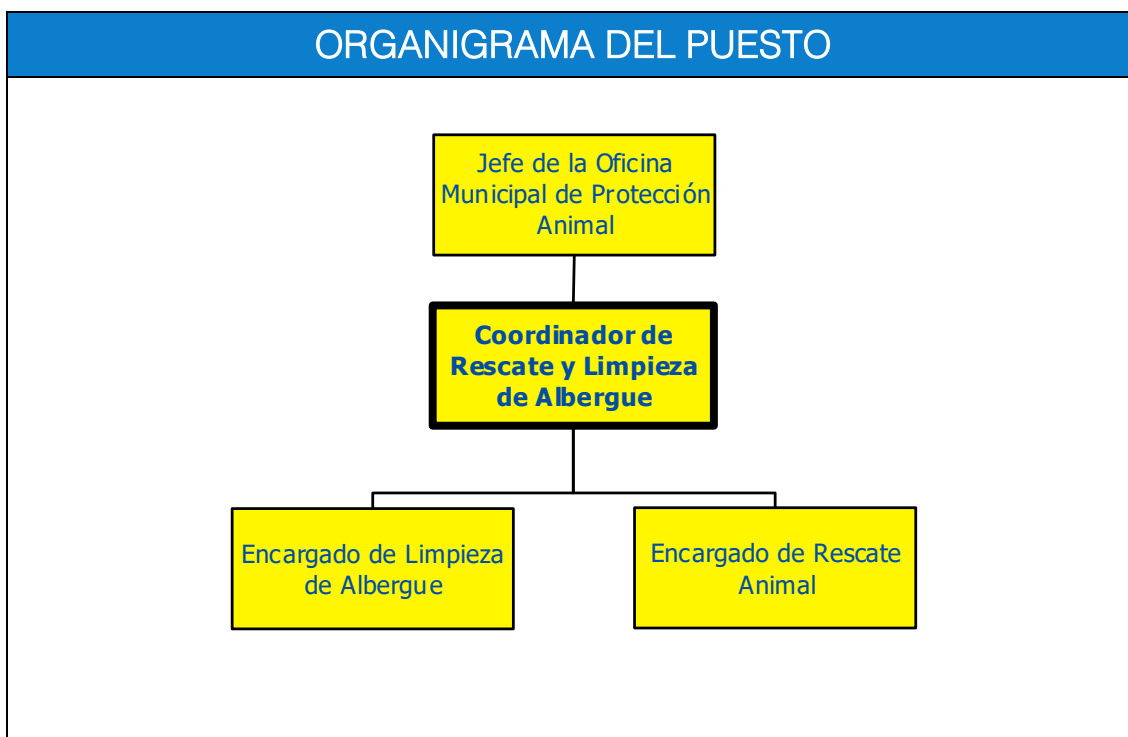 ORGANIGRAMA DEL PUESTO
Jefe de la Oficina
Municipal de Protección
Animal
Coordinador de
Rescate y Limpieza
de Albergue
Encargado de Limpieza
de Albergue
Encargado de Rescate
Animal